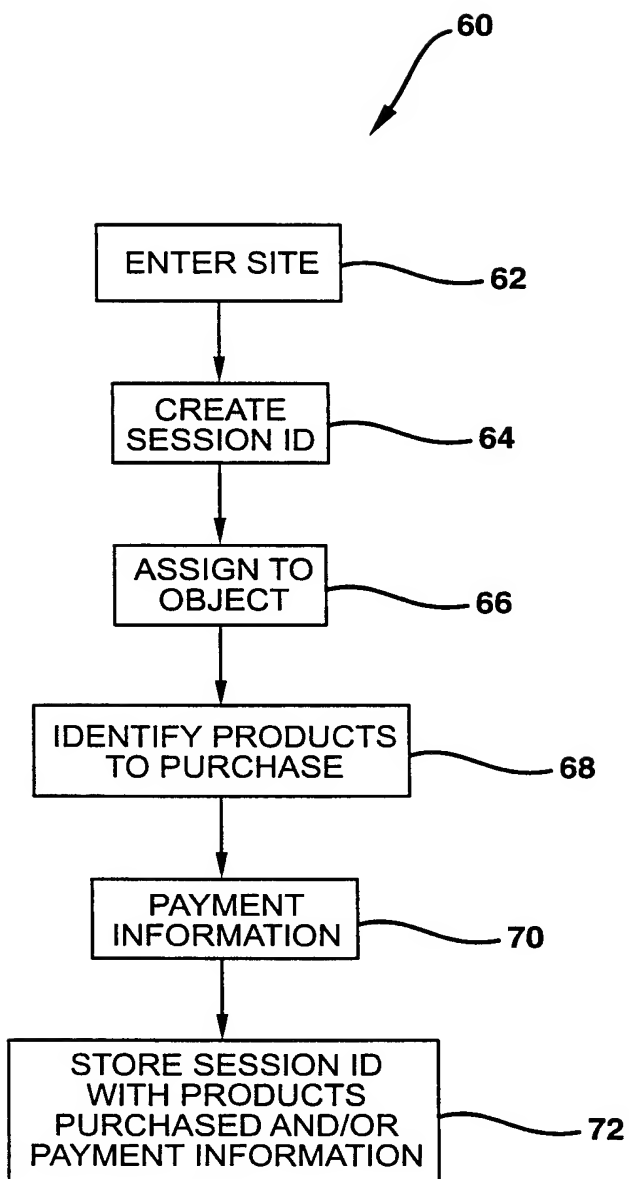 60
ENTER SITE
62
CREATE
SESSION ID
64
ASSIGN TO
OBJECT
66
IDENTIFY PRODUCTS
TO PURCHASE
68
PAYMENT
INFORMATION
70
STORE SESSION ID
WITH PRODUCTS
PURCHASED AND/OR
PAYMENT INFORMATION
72